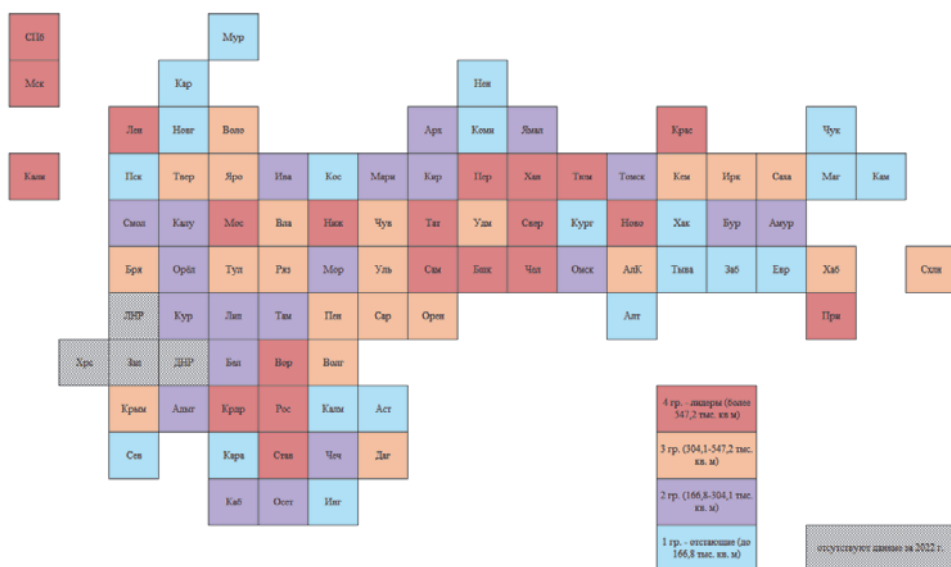 СПб
Мур
Мск
Кар
Нен
Лен
Новг
Воло
Арх
Коми
Ямал
Крас
Чук
Кали
Пск
Твер
Яро
Ива
Кос
Мари
Кир
Пер
Хан
Тюм
Томск
Кем
Ирк
Саха
Маг
Кам
Смол
Калу
Мос
Вла
Ниж
Чув
Тат
Удм
Свер
Кург
Ново
Хак
Бур
Амур
Бря
Орёл
Тул
Ряз
Мор
Уль
Сам
Баш
Чел
Омск
АлК
Тыва
Заб
Евр
Хаб
Схлн
ЛНР
Кур
Лип
Там
Пен
Сар
Орен
Алт
При
Хрс
Зап
ДНР
Бел
Вор
Волг
Крым
Адыг
Крдр
Рос
Калм
Аст
4 гр. - лидеры (более
547,2 тыс. кв м)
Сев
Кара
Став
Чеч
Даг
3 гр. (304,1-547,2 тыс.
кв. м)
Каб
Осет
Инг
2 гр. (166,8-304,1 тыс.
кв. м)
1 гр. - отстающие (до
166,8 тыс. кв м)
отсутствуют данные за 2022 г.